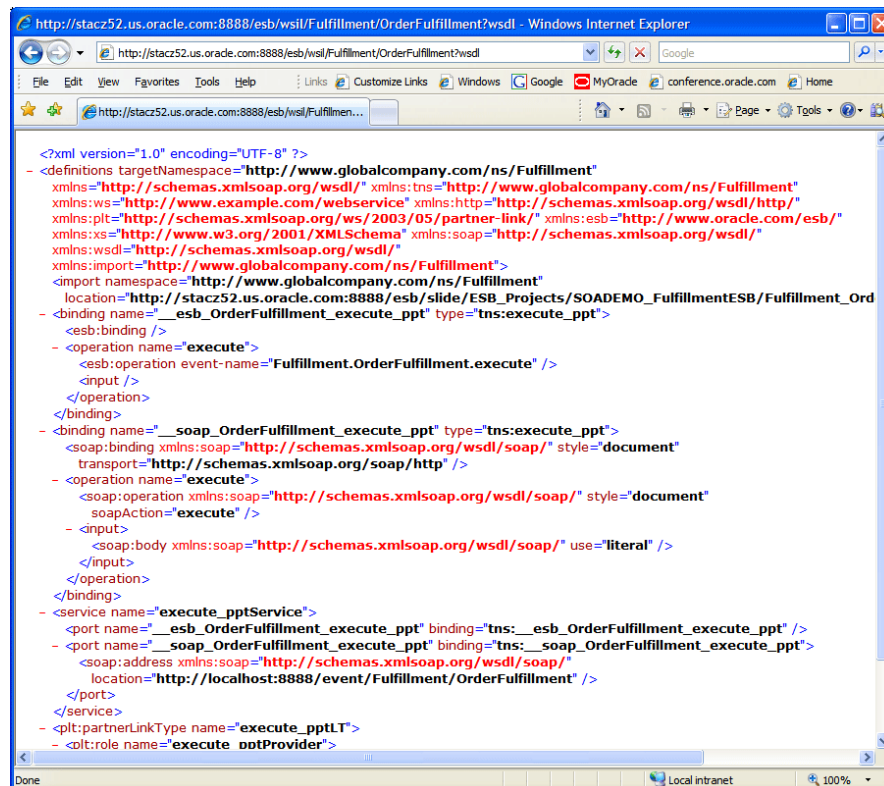 http://stacz52.us.oracle.com:8888/esb/wsil/Fulfillment/OrderFulfillment?wsdl - Windows Internet Explorer
http://stacz52.us.oracle.com:8888/esb/wsil/Fulfillment/OrderFulfillment?wsdl
Google
File Edit View Favorites Tools Help Links Customize Links Windows Google MyOracle conference.oracle.com Home
http://stacz52.us.oracle.com:8888/esb/wsil/Fulfillmen... Page Tools
<?xml version="1.0" encoding="UTF-8" ?>
- <definitions targetNamespace="http://www.globalcompany.com/ns/Fulfillment"
xmlns="http://schemas.xmlsoap.org/wsdl/" xmlns:tns="http://www.globalcompany.com/ns/Fulfillment"
xmlns:ws="http://www.example.com/webservice" xmlns:http="http://schemas.xmlsoap.org/wsdl/http/"
xmlns:plt="http://schemas.xmlsoap.org/ws/2003/05/partner-link/" xmlns:esb="http://www.oracle.com/esb/"
xmlns:xs="http://www.w3.org/2001/XMLSchema" xmlns:soap="http://schemas.xmlsoap.org/wsdl/"
xmlns:wsdl="http://schemas.xmlsoap.org/wsdl/"
xmlns:import="http://www.globalcompany.com/ns/Fulfillment">
<import namespace="http://www.globalcompany.com/ns/Fulfillment"
location="http://stacz52.us.oracle.com:8888/esb/slide/ESB_Projects/SOADEMO_FulfillmentESB/Fulfillment_Ord
- <binding name="__esb_OrderFulfillment_execute_ppt" type="tns:execute_ppt">
<esb:binding />
- <operation name="execute">
<esb:operation event-name="Fulfillment.OrderFulfillment.execute" />
<input />
</operation>
</binding>
- <binding name="__soap_OrderFulfillment_execute_ppt" type="tns:execute_ppt">
<soap:binding xmlns:soap="http://schemas.xmlsoap.org/wsdl/soap/" style="document"
transport="http://schemas.xmlsoap.org/soap/http" />
- <operation name="execute">
<soap:operation xmlns:soap="http://schemas.xmlsoap.org/wsdl/soap/" style="document"
soapAction="execute" />
- <input>
<soap:body xmlns:soap="http://schemas.xmlsoap.org/wsdl/soap/" use="literal" />
</input>
</operation>
</binding>
- <service name="execute_pptService">
<port name="__esb_OrderFulfillment_execute_ppt" binding="tns:__esb_OrderFulfillment_execute_ppt" />
- <port name="__soap_OrderFulfillment_execute_ppt" binding="tns:__soap_OrderFulfillment_execute_ppt">
<soap:address xmlns:soap="http://schemas.xmlsoap.org/wsdl/soap/"
location="http://localhost:8888/event/Fulfillment/OrderFulfillment" />
</port>
</service>
- <plt:partnerLinkType name="execute_pptLT">
- <plt:role name="execute_pptProvider">
Done Local intranet 100%